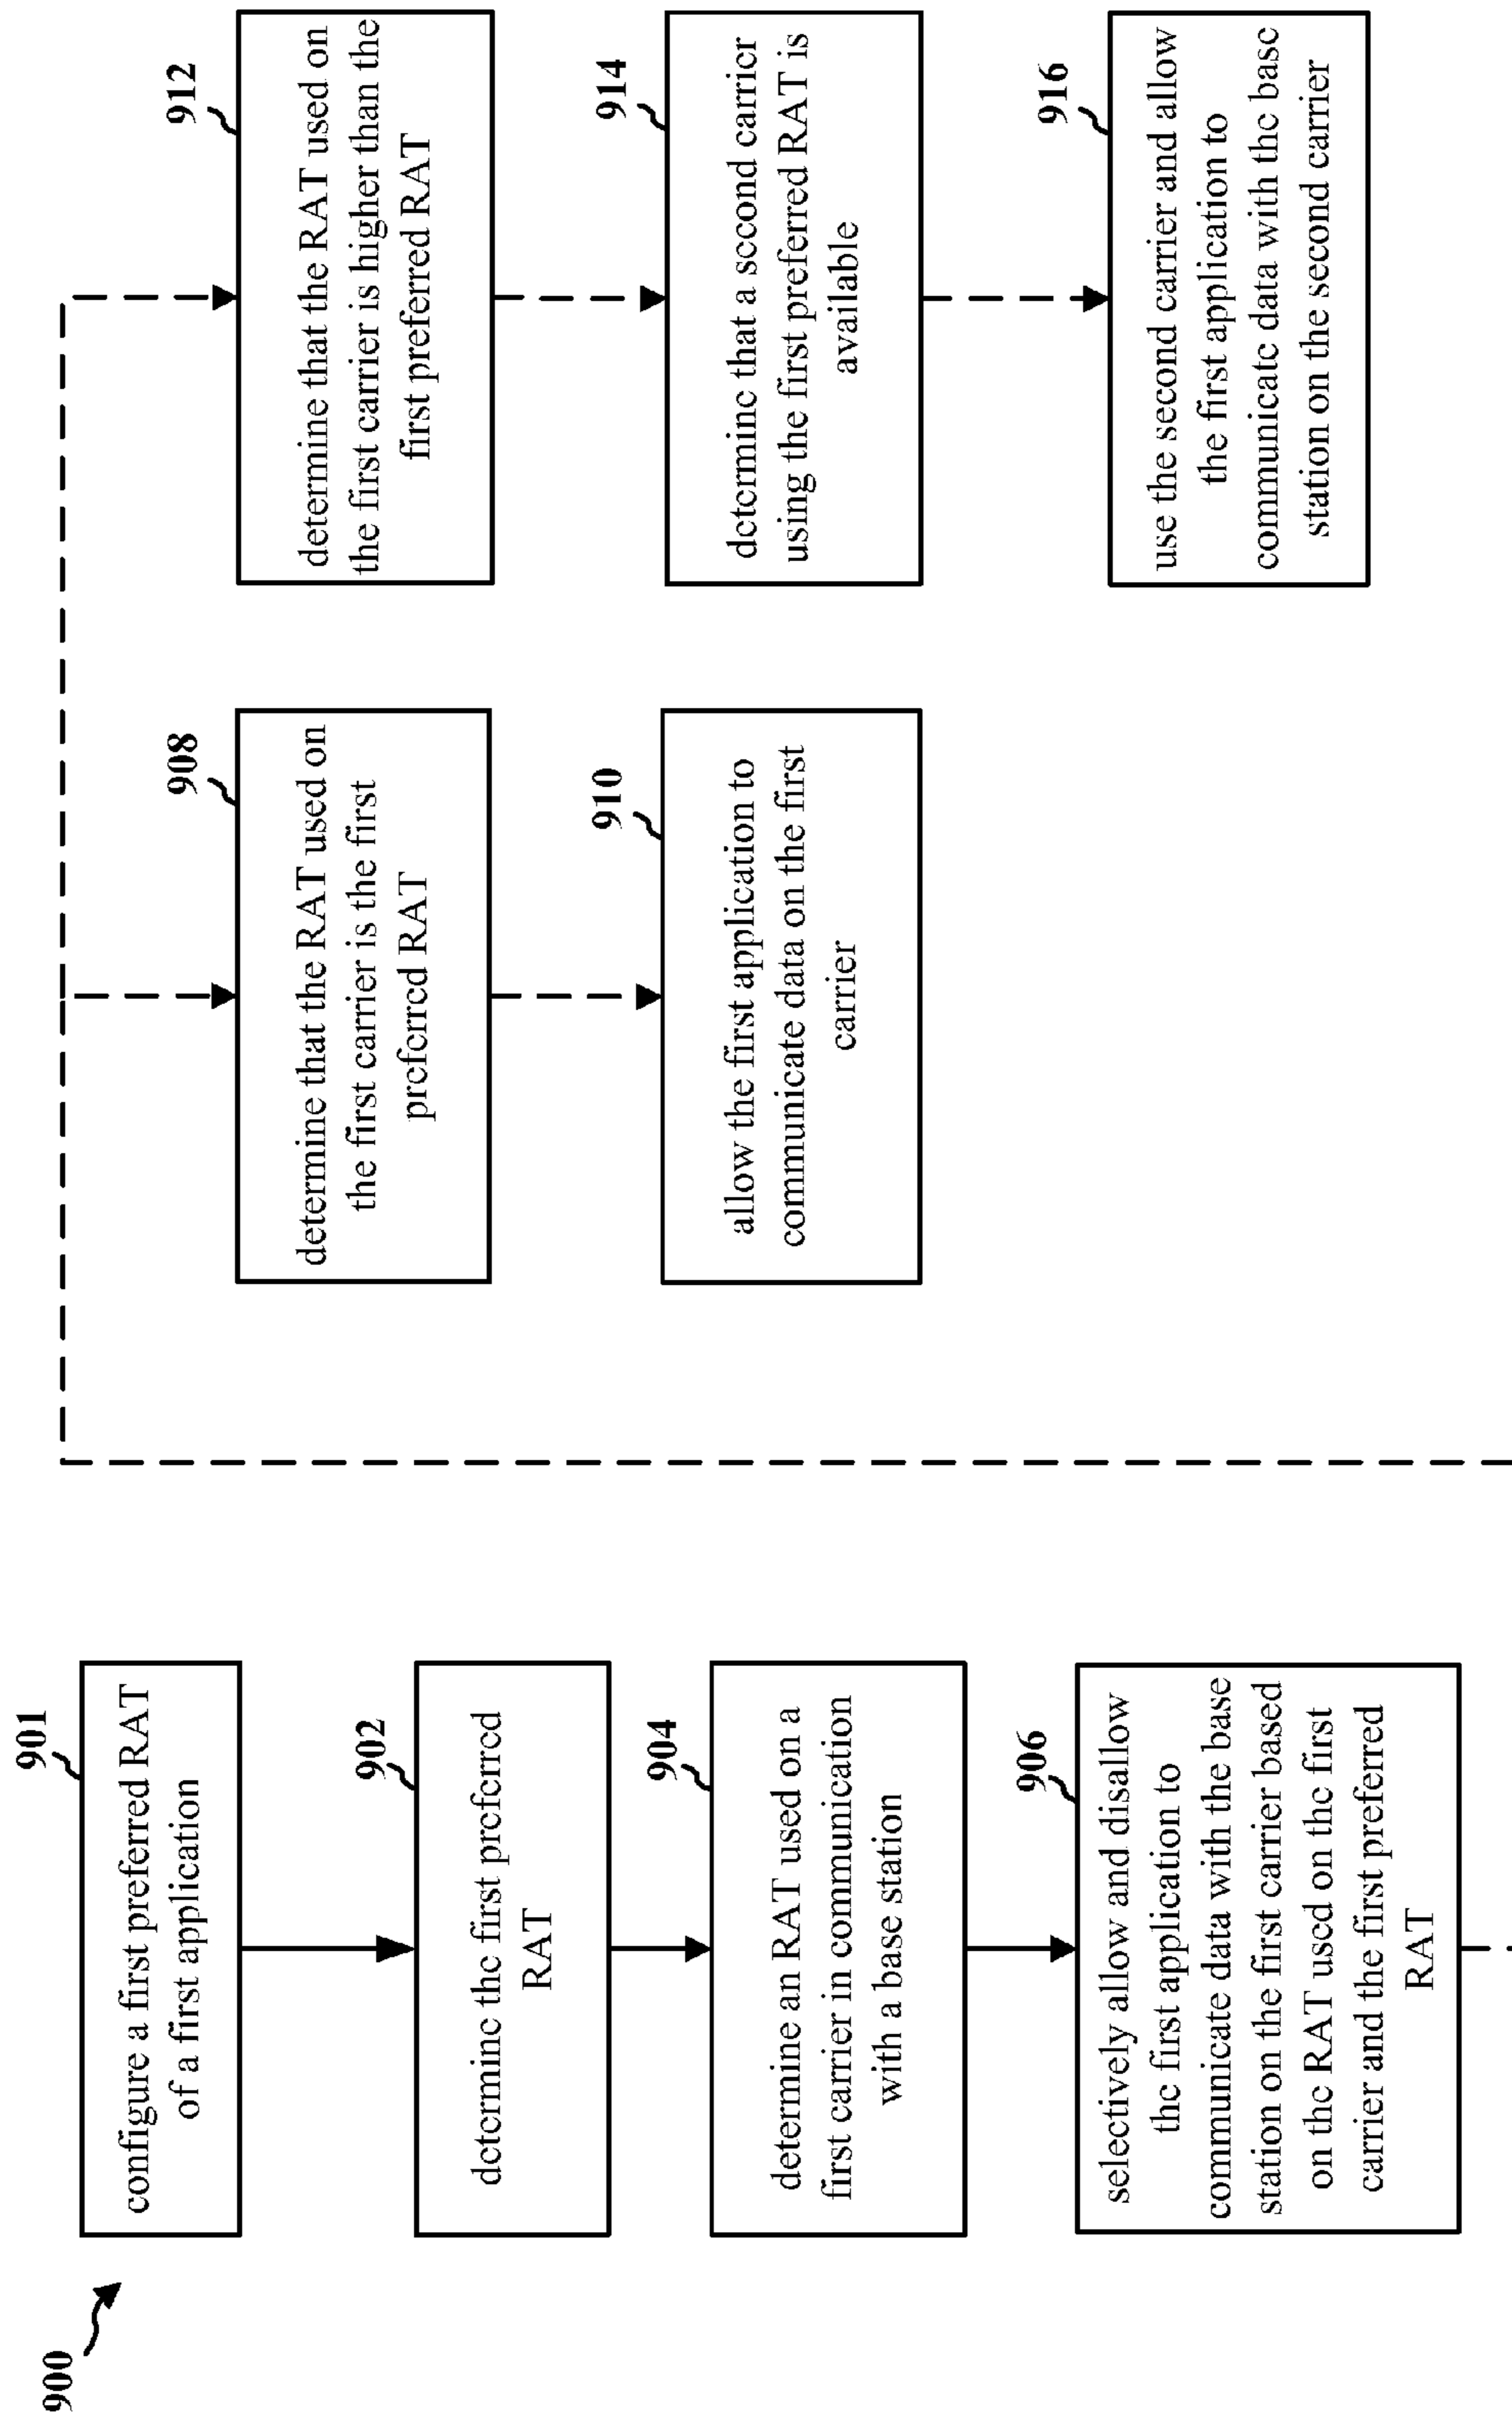 900
901
configure a first preferred RAT
of a first application
902
determine the first preferred
RAT
904
determine an RAT used on a
first carrier in communication
with a base station
906
selectively allow and disallow
the first application to
communicate data with the base
station on the first carrier based
on the RAT used on the first
carrier and the first preferred
RAT
908
determine that the RAT used on
the first carrier is the first
preferred RAT
910
allow the first application to
communicate data on the first
carrier
912
determine that the RAT used on
the first carrier is higher than the
first preferred RAT
914
determine that a second carrier
using the first preferred RAT is
available
916
use the second carrier and allow
the first application to
communicate data with the base
station on the second carrier